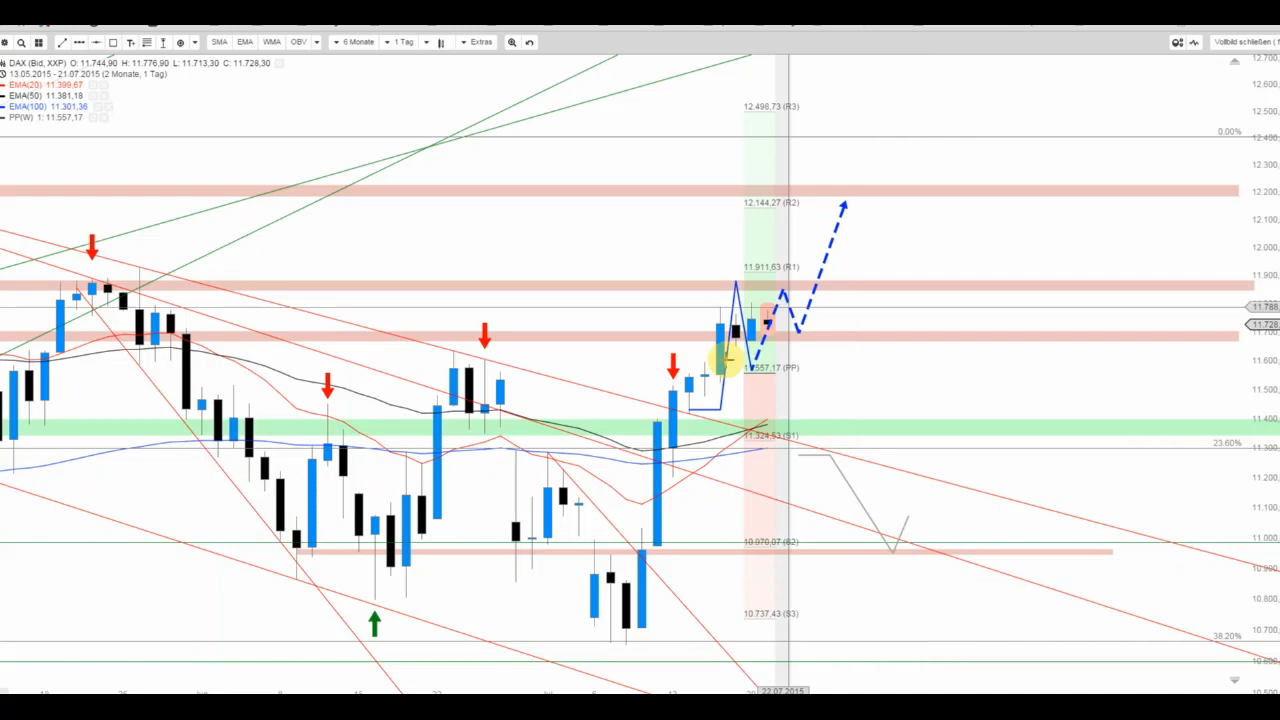 SMA EMA WMA OBV 6 Monate 1 Tag Extras Vollbild schließen (
DAX (Bid, XXP) O: 11.744,90 H: 11.776,90 L: 11.713,30 C: 11.728,30
13.05.2015 - 21.07.2015 (2 Monate, 1 Tag)
EMA(20) 11.399,67
EMA(50) 11.381,18
EMA(100) 11.301,36
PP(W) 1: 11.557,17
12.700
12.600
12.498,73 (R3)
12.500
0.00%
12.300
12.200
12.144,27 (R2)
12.100
12.000
11.911,63 (R1)
11.900
11.788
11.728
11.600
.557,17 (PP)
11.500
11.400
11.324,53 (S1)
23.60%
11.300
11.200
11.100
10.970,07 (S2)
11.000
10.900
10.800
10.737,43 (S3)
10.700
38.20%
10.600
22.07.2015
10.500